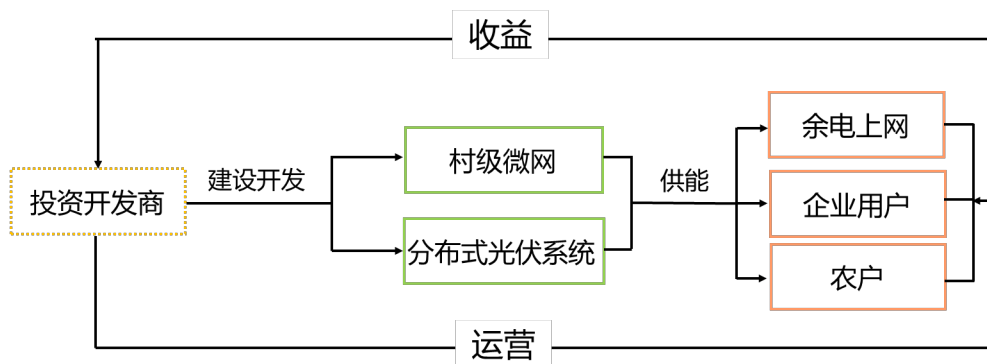 收益
投资开发商
建设开发
村级微网
分布式光伏系统
供能
余电上网
企业用户
农户
运营